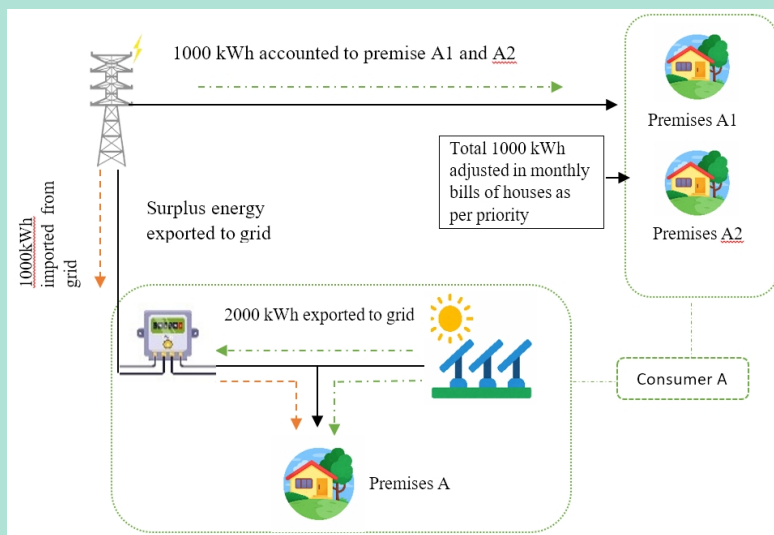 1000 kWh accounted to premise A1 and A2
Premises A1
Total 1000 kWh
adjusted in monthly
bills of houses as
per priority
Premises A2
1000kWh
imported from
grid
Surplus energy
exported to grid
2000 kWh exported to grid
Consumer A
Premises A